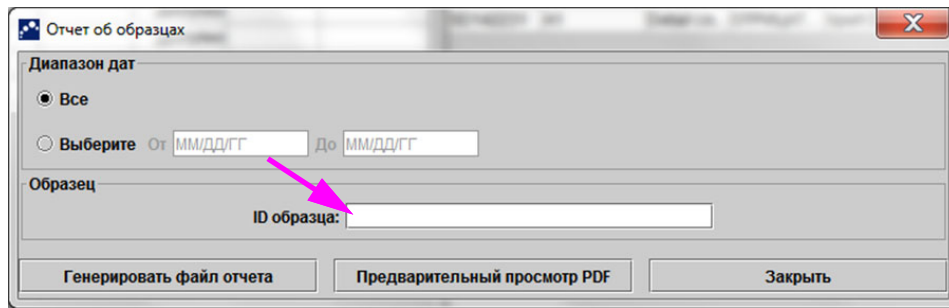 Отчет об образцах
Диапазон дат
Все
Выберите От ММ/ДД/ГГ До ММ/ДД/ГГ
Образец
ID образца:
Генерировать файл отчета Предварительный просмотр PDF Закрыть